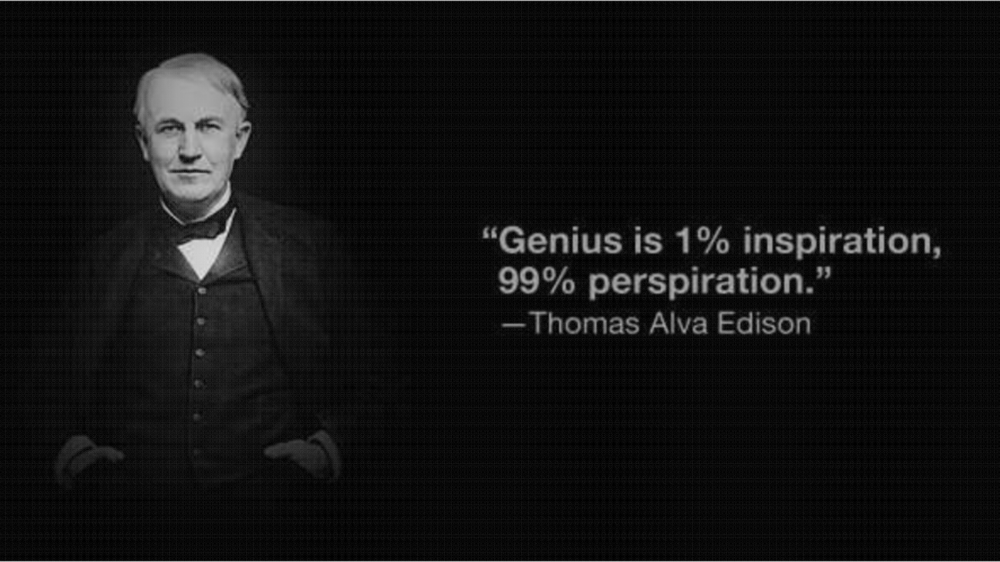 “Genius is 1% inspiration,
99% perspiration.”
—Thomas Alva Edison